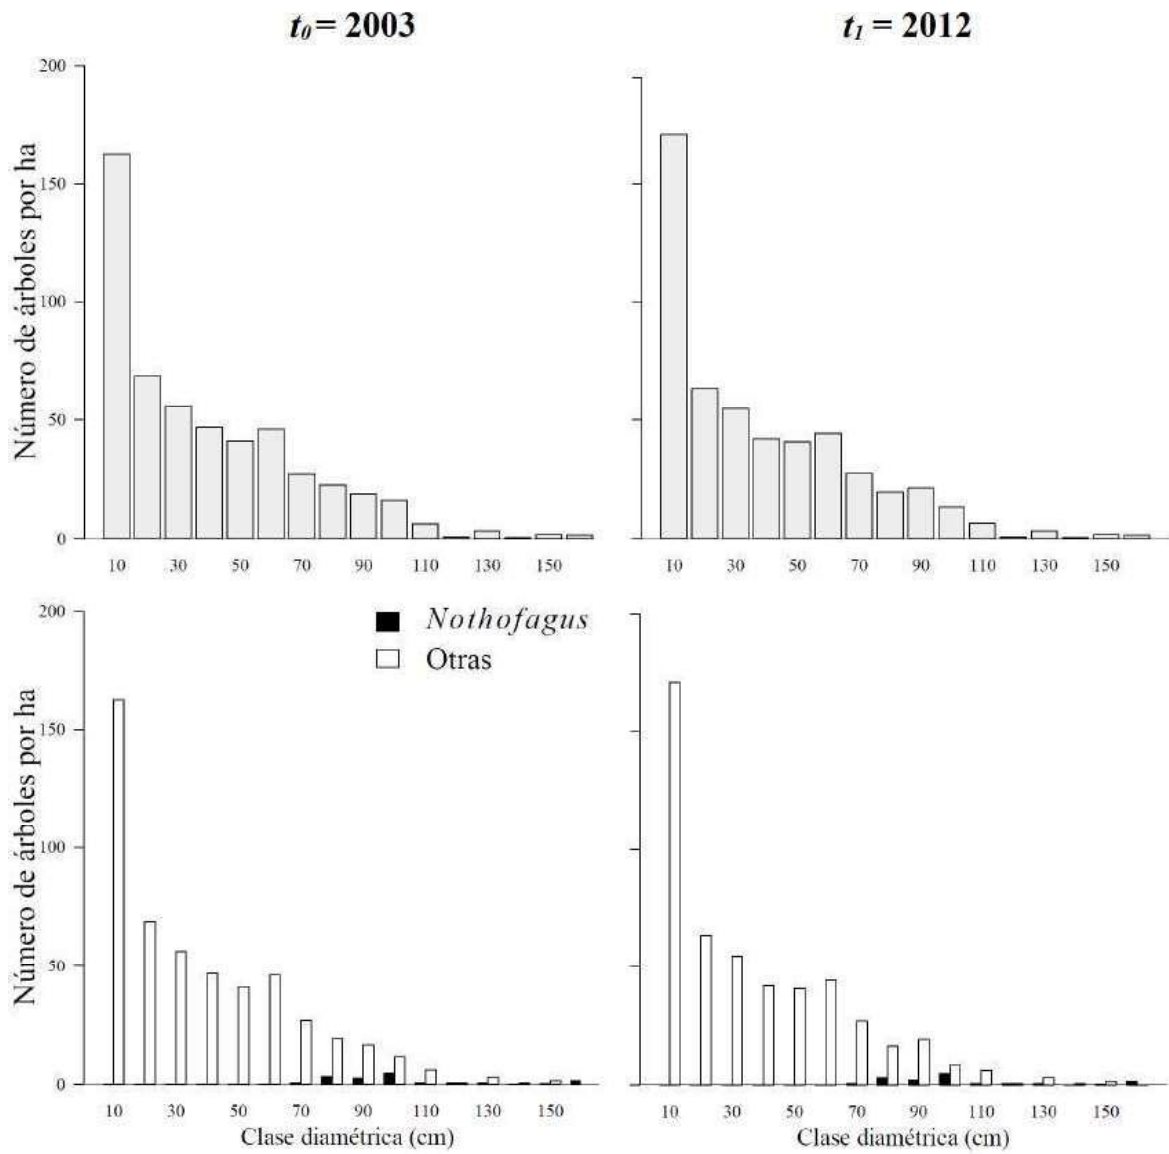 t₀ = 2003
t₁ = 2012
Número de árboles por ha
200
150
100
50
0
10 30 50 70 90 110 130 150
10 30 50 70 90 110 130 150
Nothofagus
Otras
Número de árboles por ha
200
150
100
50
0
10 30 50 70 90 110 130 150
Clase diamétrica (cm)
10 30 50 70 90 110 130 150
Clase diamétrica (cm)